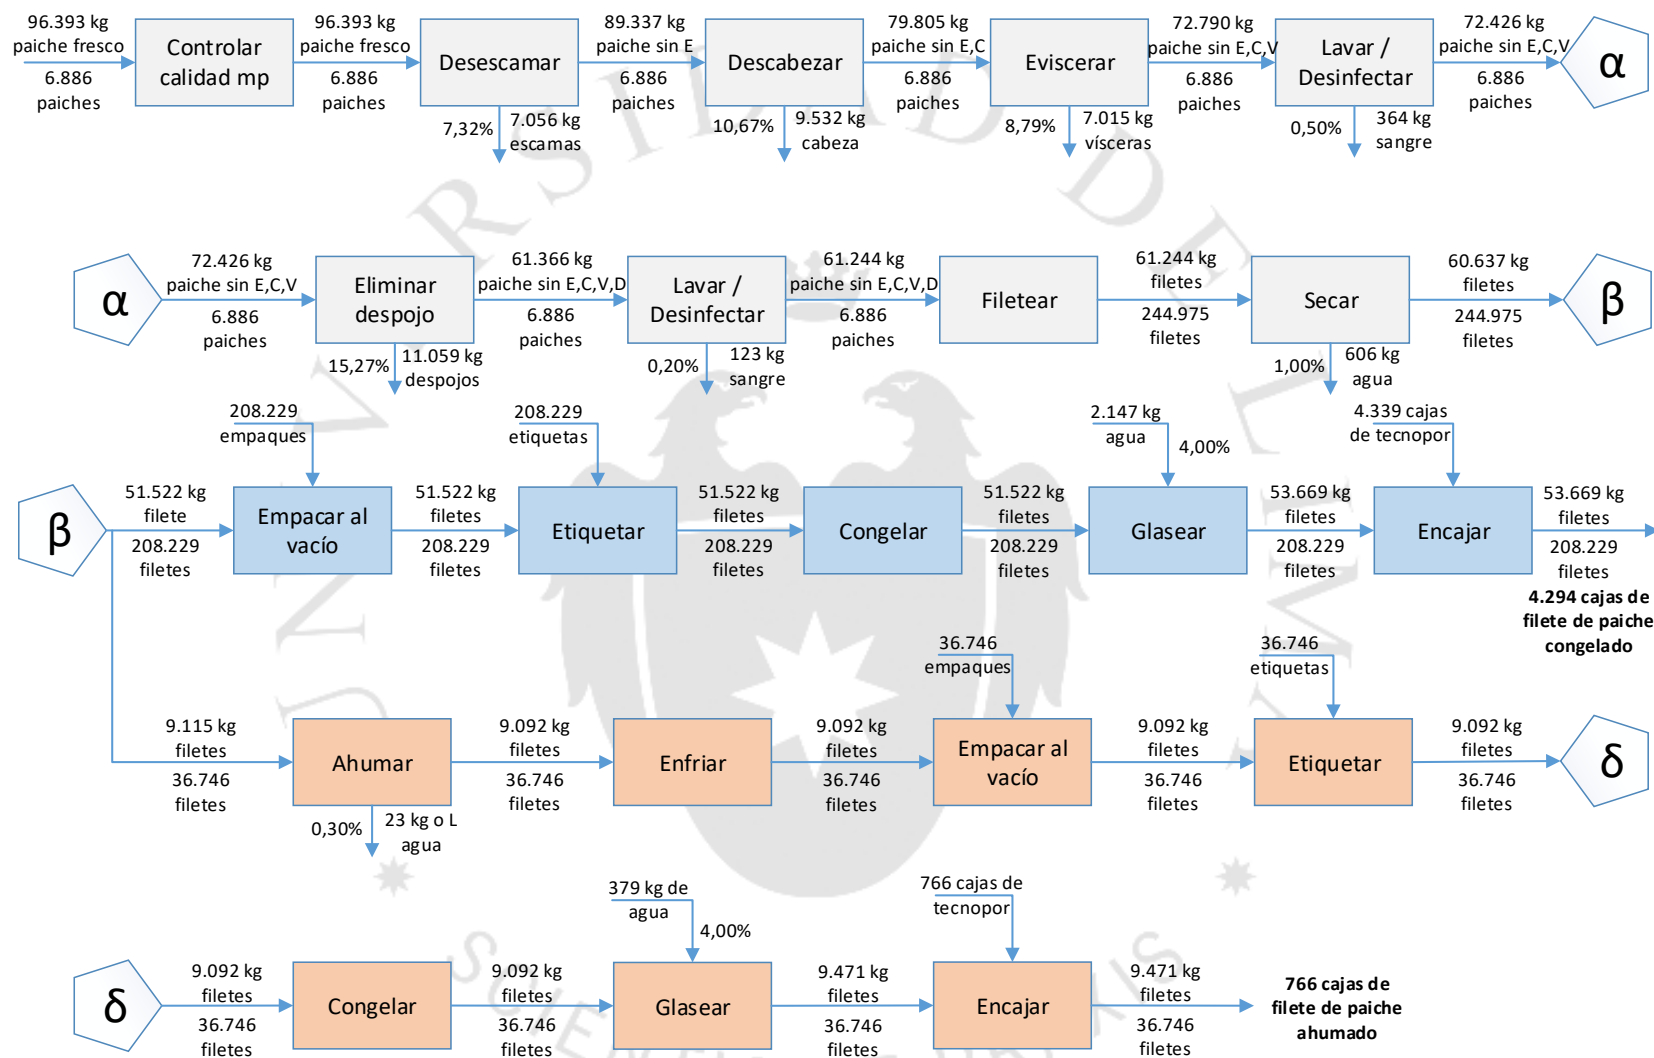 96.393 kg
paiche fresco
6.886
paiches
Controlar
calidad mp
96.393 kg
paiche fresco
6.886
paiches
Desescamar
7,32%
7.056 kg
escamas
89.337 kg
paiche sin E
6.886
paiches
Descabezar
10,67%
9.532 kg
cabeza
79.805 kg
paiche sin E,C
6.886
paiches
Eviscerar
8,79%
7.015 kg
vísceras
72.790 kg
paiche sin E,C,V
6.886
paiches
Lavar /
Desinfectar
0,50%
364 kg
sangre
72.426 kg
paiche sin E,C,V
6.886
paiches
α
α
72.426 kg
paiche sin E,C,V
6.886
paiches
Eliminar
despojo
15,27%
11.059 kg
despojos
61.366 kg
paiche sin E,C,V,D
6.886
paiches
Lavar /
Desinfectar
0,20%
123 kg
sangre
61.244 kg
paiche sin E,C,V,D
6.886
paiches
Filetear
61.244 kg
filetes
244.975
filetes
Secar
1,00%
606 kg
agua
60.637 kg
filetes
244.975
filetes
β
β
51.522 kg
filete
208.229
filetes
208.229
empaques
Empacar al
vacío
51.522 kg
filetes
208.229
filetes
208.229
etiquetas
Etiquetar
51.522 kg
filetes
208.229
filetes
Congelar
51.522 kg
filetes
208.229
filetes
2.147 kg
agua
4,00%
Glasear
53.669 kg
filetes
208.229
filetes
4.339 cajas
de tecnopor
Encajar
53.669 kg
filetes
208.229
filetes
4.294 cajas de
filete de paiche
congelado
9.115 kg
filetes
36.746
filetes
Ahumar
0,30%
23 kg o L
agua
9.092 kg
filetes
36.746
filetes
Enfriar
9.092 kg
filetes
36.746
filetes
36.746
empaques
Empacar al
vacío
9.092 kg
filetes
36.746
filetes
36.746
etiquetas
Etiquetar
9.092 kg
filetes
36.746
filetes
δ
δ
9.092 kg
filetes
36.746
filetes
Congelar
9.092 kg
filetes
36.746
filetes
379 kg de
agua
4,00%
Glasear
9.471 kg
filetes
36.746
filetes
766 cajas de
tecnopor
Encajar
9.471 kg
filetes
36.746
filetes
766 cajas de
filete de paiche
ahumado